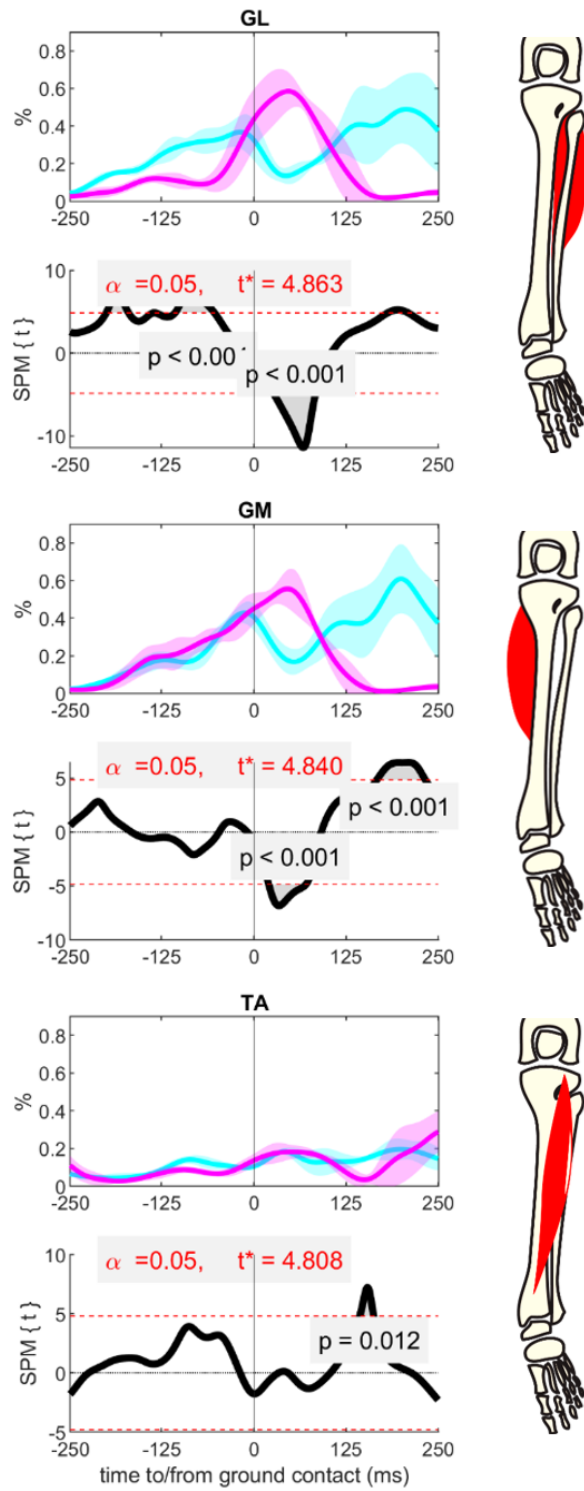 GL
%
0.8
0.6
0.4
0.2
0
-250 -125 0 125 250
SPM { t }
10
0
-10
α =0.05, t* = 4.863
p < 0.001
p < 0.001
-250 -125 0 125 250
GM
%
0.8
0.6
0.4
0.2
0
-250 -125 0 125 250
SPM { t }
5
0
-5
-10
α =0.05, t* = 4.840
p < 0.001
p < 0.001
-250 -125 0 125 250
TA
%
0.8
0.6
0.4
0.2
0
-250 -125 0 125 250
SPM { t }
10
5
0
-5
α =0.05, t* = 4.808
p = 0.012
-250 -125 0 125 250
time to/from ground contact (ms)